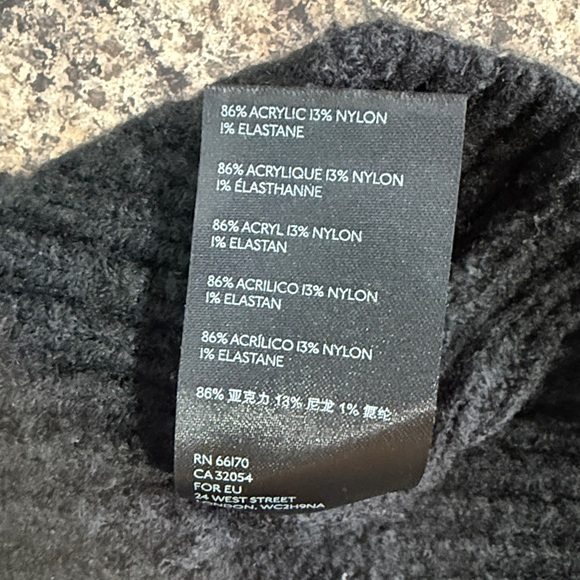 86% ACRYLIC 13% NYLON
1% ELASTANE
86% ACRYLIQUE 13% NYLON
1% ÉLASTHANNE
86% ACRYL 13% NYLON
1% ELASTAN
86% ACRILICO 13% NYLON
1% ELASTAN
86% ACRÍLICO 13% NYLON
1% ELASTANE
86% 亚克力 13% 尼龙 1% 氨纶
RN 66170
CA 32054
FOR EU
24 WEST STREET
LONDON, WC2H9NA